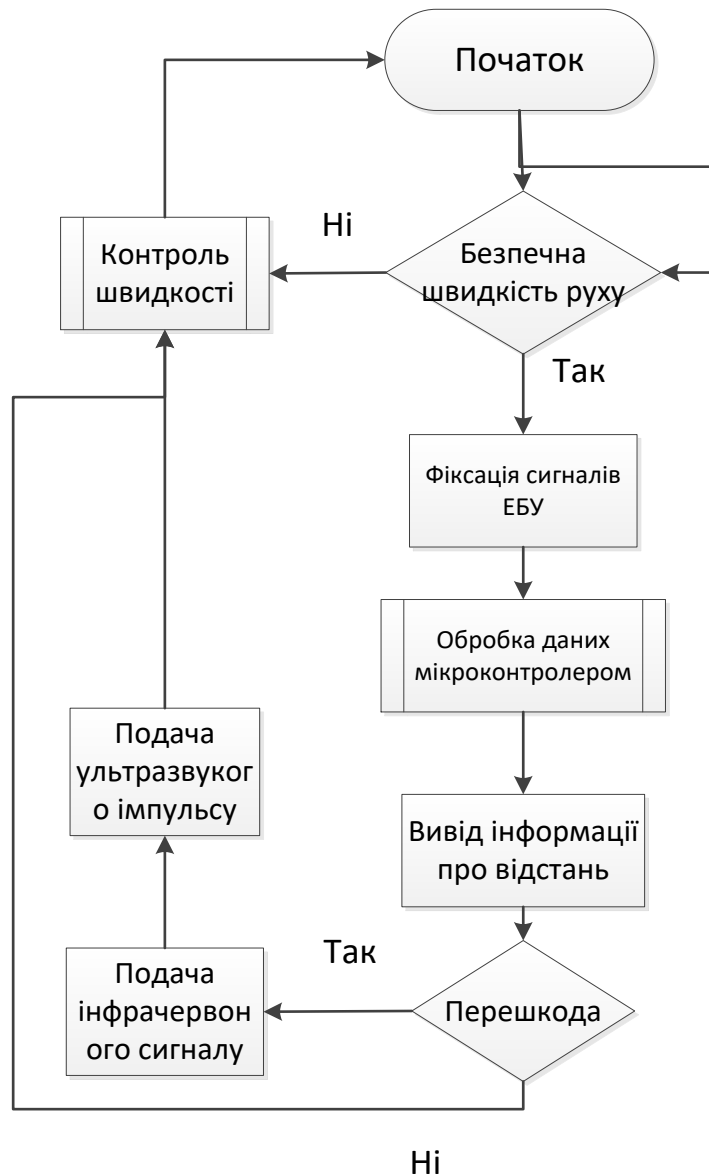 Початок
Ні
Безпечна
швидкість руху
Контроль
швидкості
Так
Фіксація сигналів
ЕБУ
Обробка даних
мікроконтролером
Подача
ультразвуког
о імпульсу
Вивід інформації
про відстань
Так
Подача
інфрачервон
ого сигналу
Перешкода
Ні